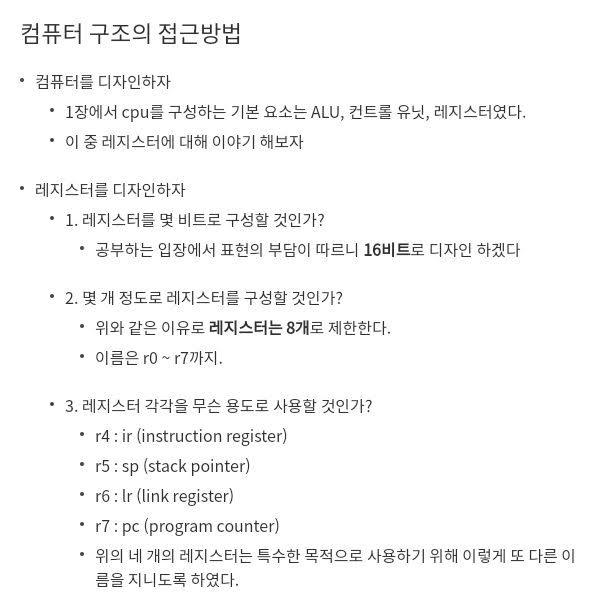 컴퓨터 구조의 접근방법
컴퓨터를 디자인하자
1장에서 cpu를 구성하는 기본 요소는 ALU, 컨트롤 유닛, 레지스터였다.
이 중 레지스터에 대해 이야기 해보자
레지스터를 디자인하자
1. 레지스터를 몇 비트로 구성할 것인가?
공부하는 입장에서 표현의 부담이 따르니 16비트로 디자인 하겠다
2. 몇 개 정도로 레지스터를 구성할 것인가?
위와 같은 이유로 레지스터는 8개로 제한한다.
이름은 r0 ~ r7까지.
3. 레지스터 각각을 무슨 용도로 사용할 것인가?
r4 : ir (instruction register)
r5 : sp (stack pointer)
r6 : lr (link register)
r7 : pc (program counter)
위의 네 개의 레지스터는 특수한 목적으로 사용하기 위해 이렇게 또 다른 이
름을 지니도록 하였다.